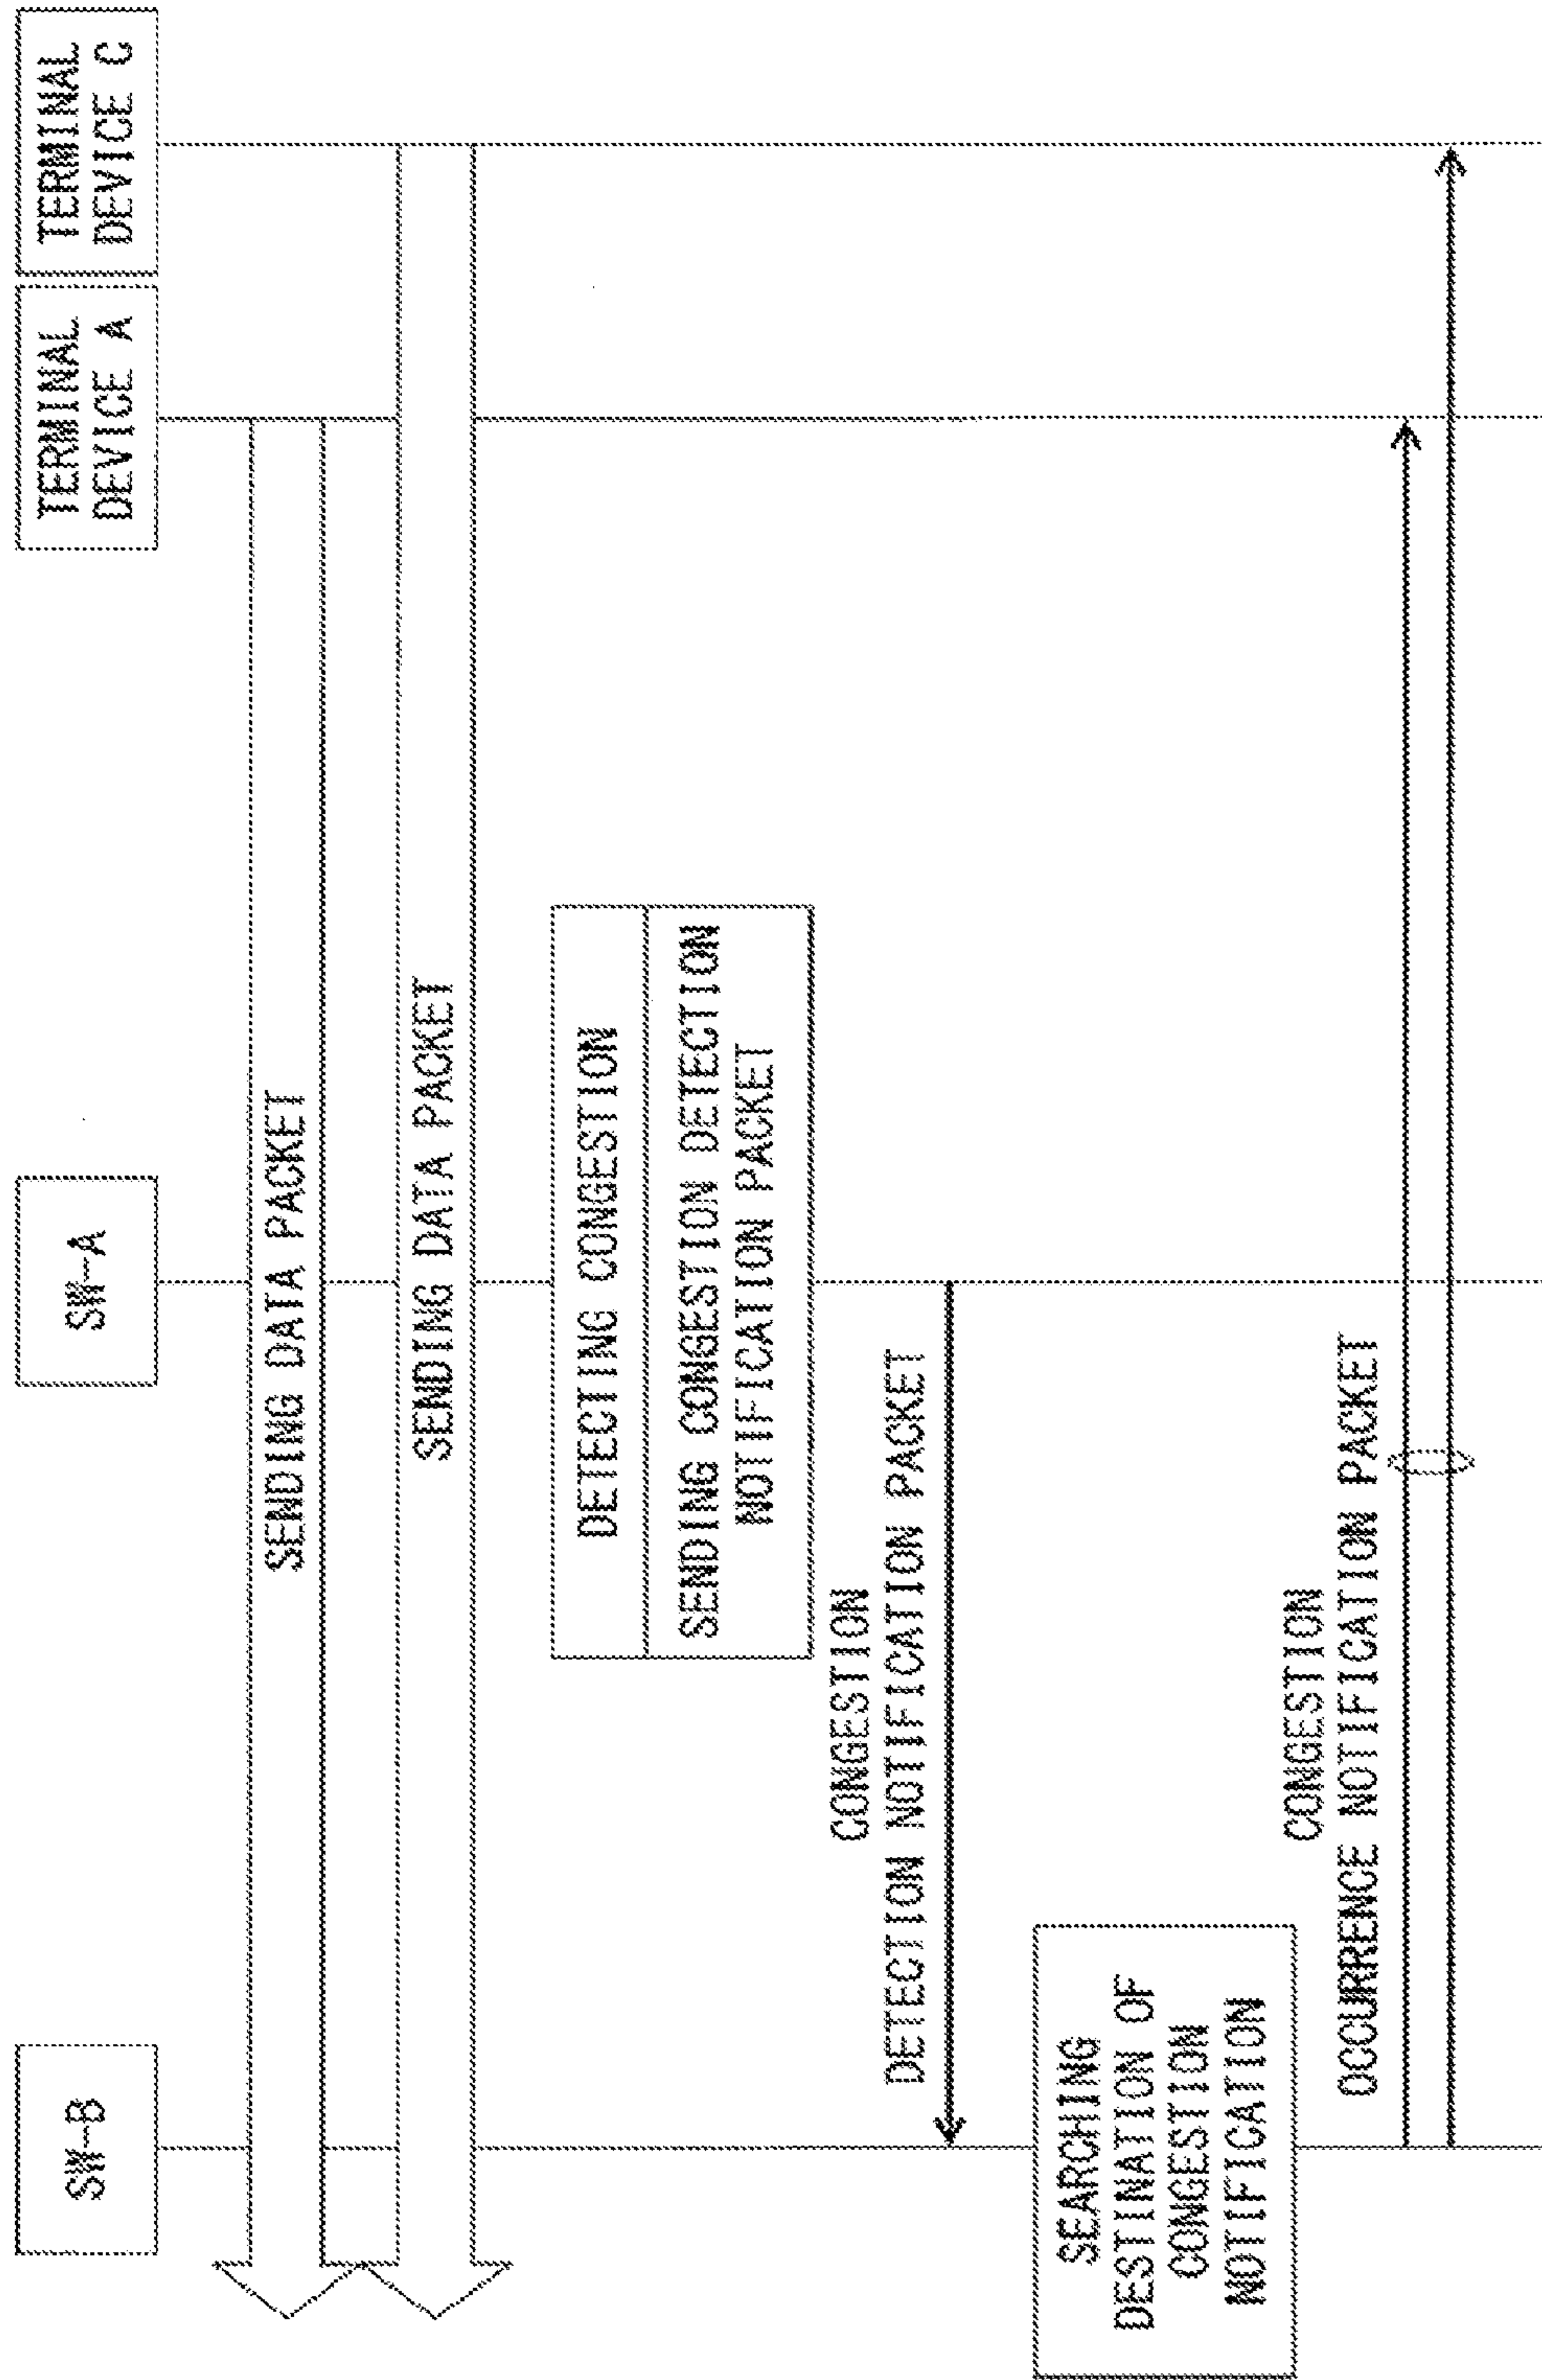 SW-B
SW-A
TERMINAL
DEVICE A
TERMINAL
DEVICE C
SENDING DATA PACKET
SENDING DATA PACKET
DETECTING CONGESTION
SENDING CONGESTION DETECTION
NOTIFICATION PACKET
CONGESTION
DETECTION NOTIFICATION PACKET
SEARCHING
DESTINATION OF
CONGESTION
NOTIFICATION
CONGESTION
OCCURRENCE NOTIFICATION PACKET